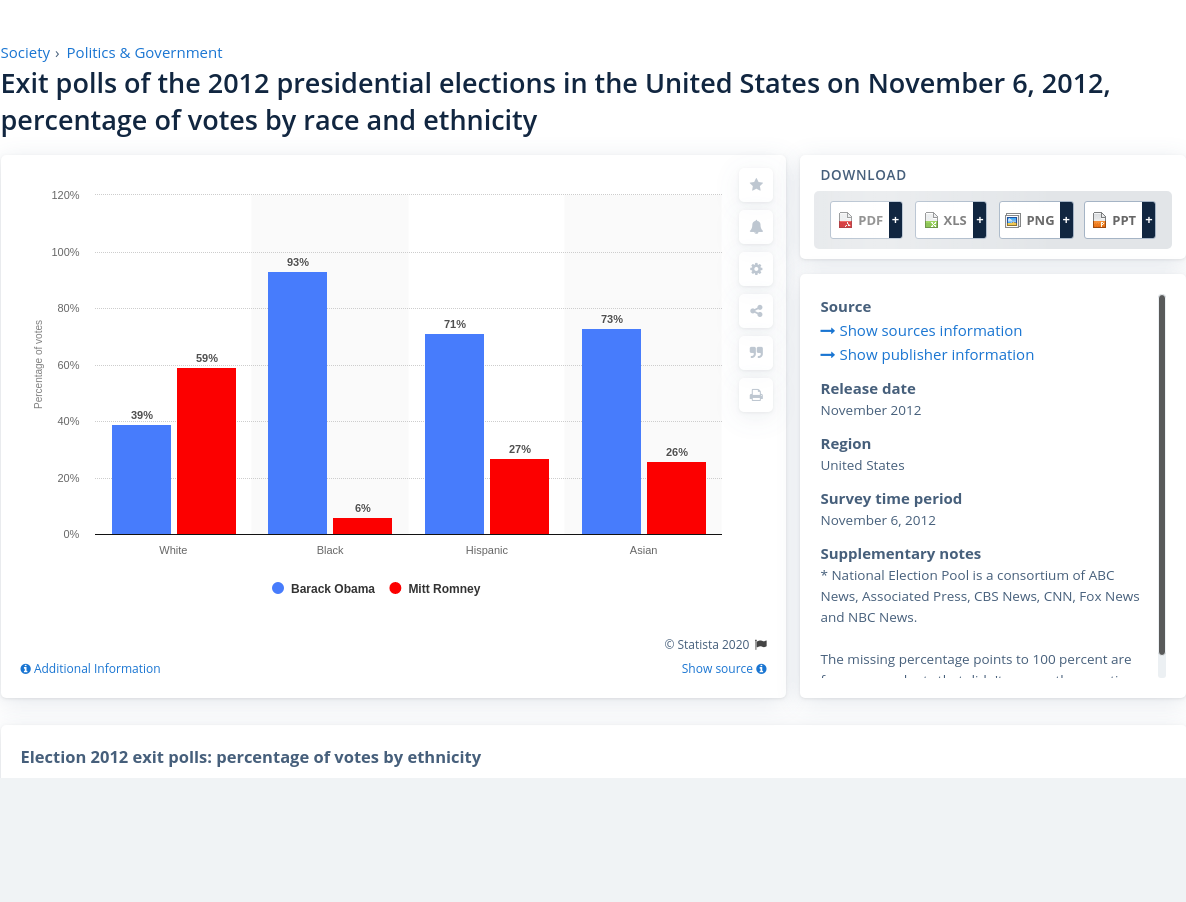 Society › Politics & Government
Exit polls of the 2012 presidential elections in the United States on November 6, 2012,
percentage of votes by race and ethnicity
120%
100%
80%
60%
40%
20%
0%
Percentage of votes
39%
59%
93%
6%
71%
27%
73%
26%
White
Black
Hispanic
Asian
Barack Obama
Mitt Romney
© Statista 2020
Additional Information
Show source
DOWNLOAD
PDF +
XLS +
PNG +
PPT +
Source
Show sources information
Show publisher information
Release date
November 2012
Region
United States
Survey time period
November 6, 2012
Supplementary notes
* National Election Pool is a consortium of ABC
News, Associated Press, CBS News, CNN, Fox News
and NBC News.
The missing percentage points to 100 percent are
Election 2012 exit polls: percentage of votes by ethnicity